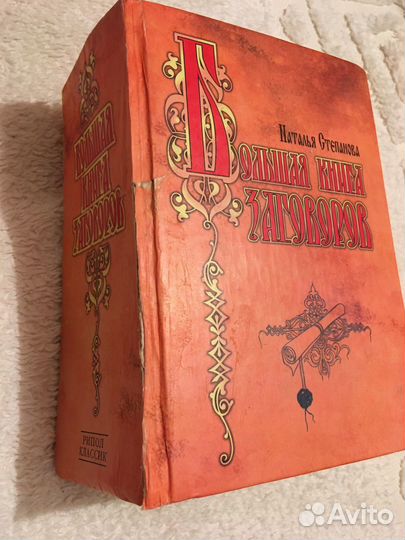 Наталья Степанова
Большая книга
заговоров
Большая
книга
заговоров
РИПОЛ
КЛАССИК
Avito